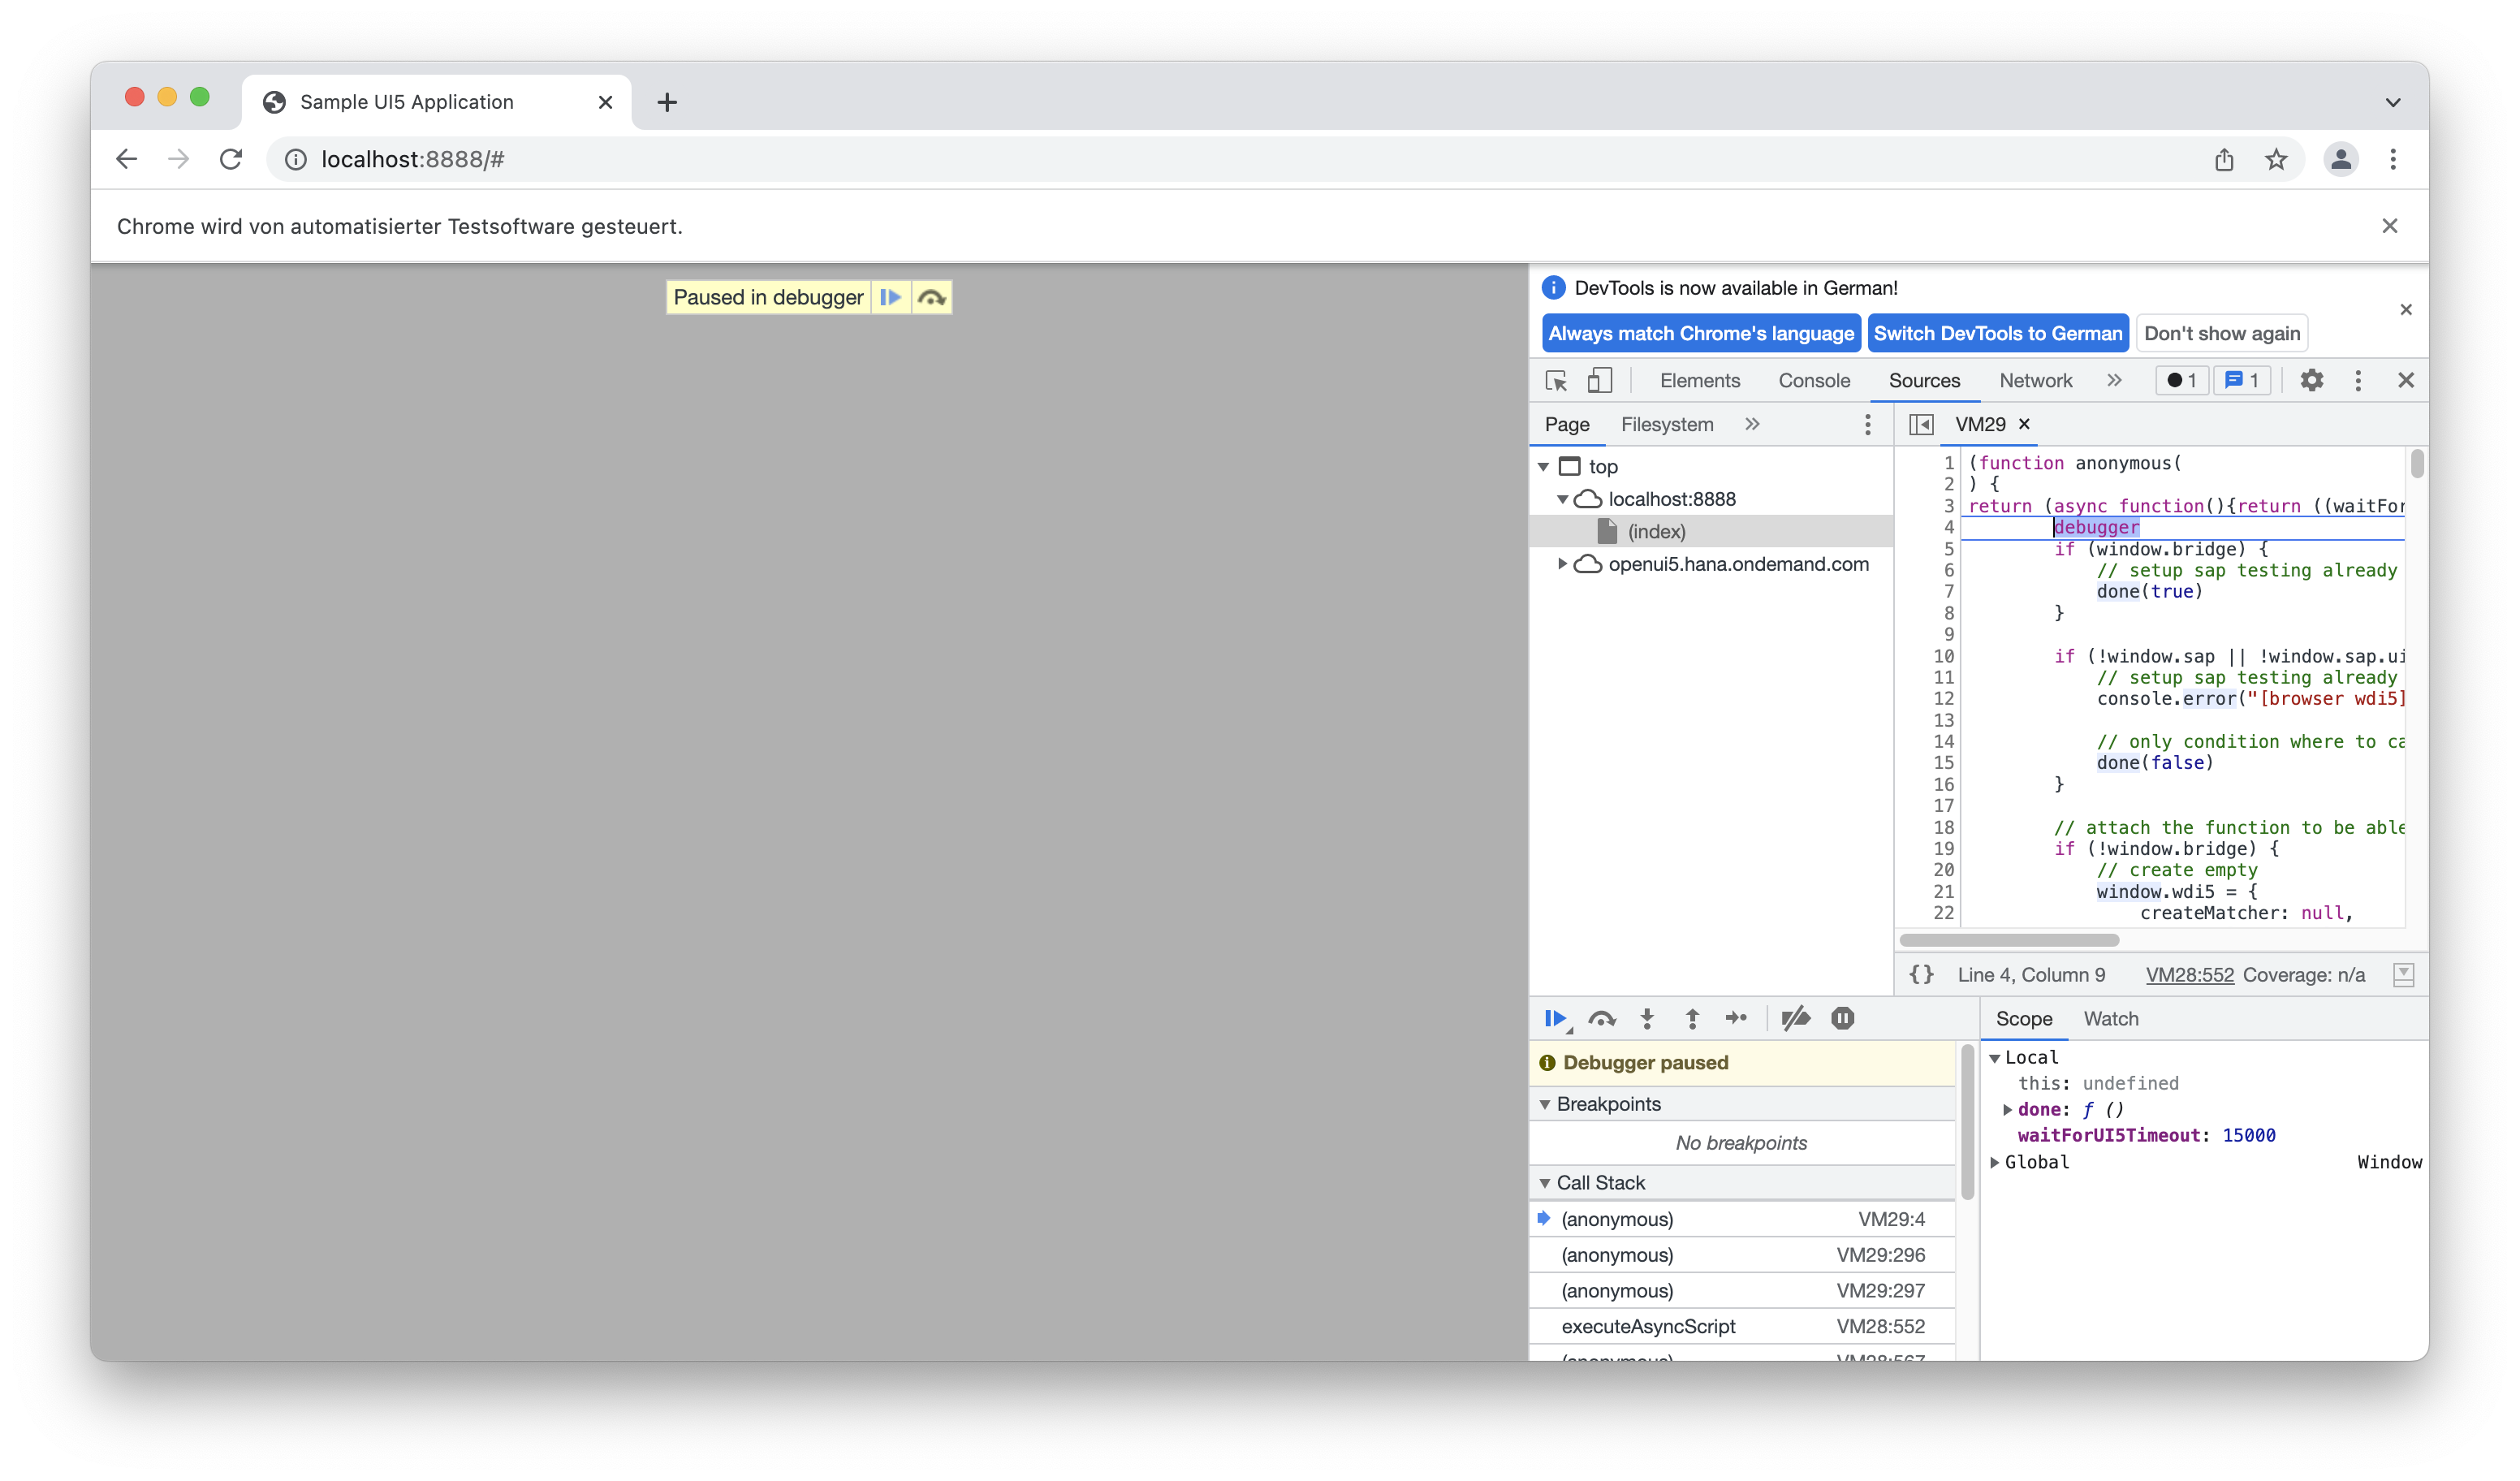 Sample UI5 Application
localhost:8888/#
Chrome wird von automatisierter Testsoftware gesteuert.
Paused in debugger
DevTools is now available in German!
Always match Chrome's language
Switch DevTools to German
Don't show again
Elements
Console
Sources
Network
1
1
Page
Filesystem
top
localhost:8888
(index)
openui5.hana.ondemand.com
VM29
1 (function anonymous(
2 ) {
3 return (async function(){return ((waitFor
4 debugger
5 if (window.bridge) {
6 // setup sap testing already
7 done(true)
8 }
9
10 if (!window.sap || !window.sap.ui
11 // setup sap testing already
12 console.error("[browser wdi5]
13
14 // only condition where to ca
15 done(false)
16 }
17
18 // attach the function to be able
19 if (!window.bridge) {
20 // create empty
21 window.wdi5 = {
22 createMatcher: null,
{} Line 4, Column 9 VM28:552 Coverage: n/a
Debugger paused
Breakpoints
No breakpoints
Call Stack
(anonymous) VM29:4
(anonymous) VM29:296
(anonymous) VM29:297
executeAsyncScript VM28:552
(anonymous) VM28:567
Scope
Watch
Local
this: undefined
done: ƒ ()
waitForUI5Timeout: 15000
Global Window